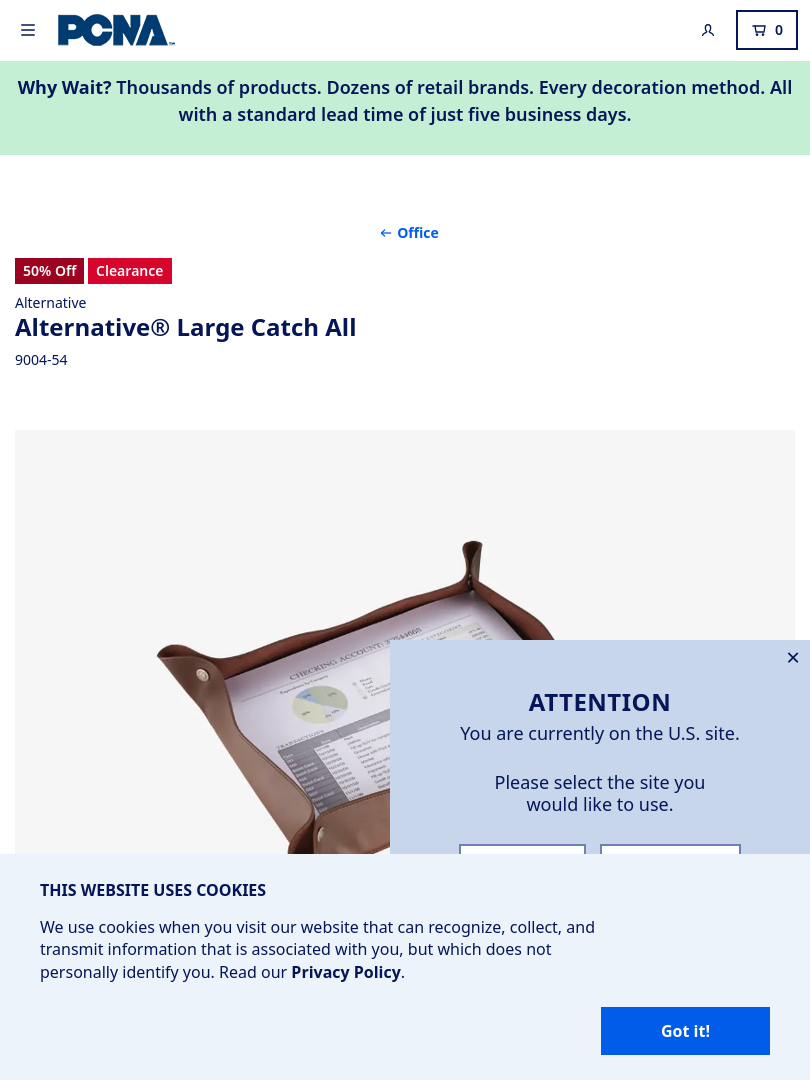 PCNA
0
Why Wait? Thousands of products. Dozens of retail brands. Every decoration method. All
with a standard lead time of just five business days.
← Office
50% Off Clearance
Alternative
Alternative® Large Catch All
9004-54
CHECKING ACCOUNT:
TRANSACTIONS
ATTENTION
You are currently on the U.S. site.
Please select the site you
would like to use.
THIS WEBSITE USES COOKIES
We use cookies when you visit our website that can recognize, collect, and
transmit information that is associated with you, but which does not
personally identify you. Read our Privacy Policy.
Got it!